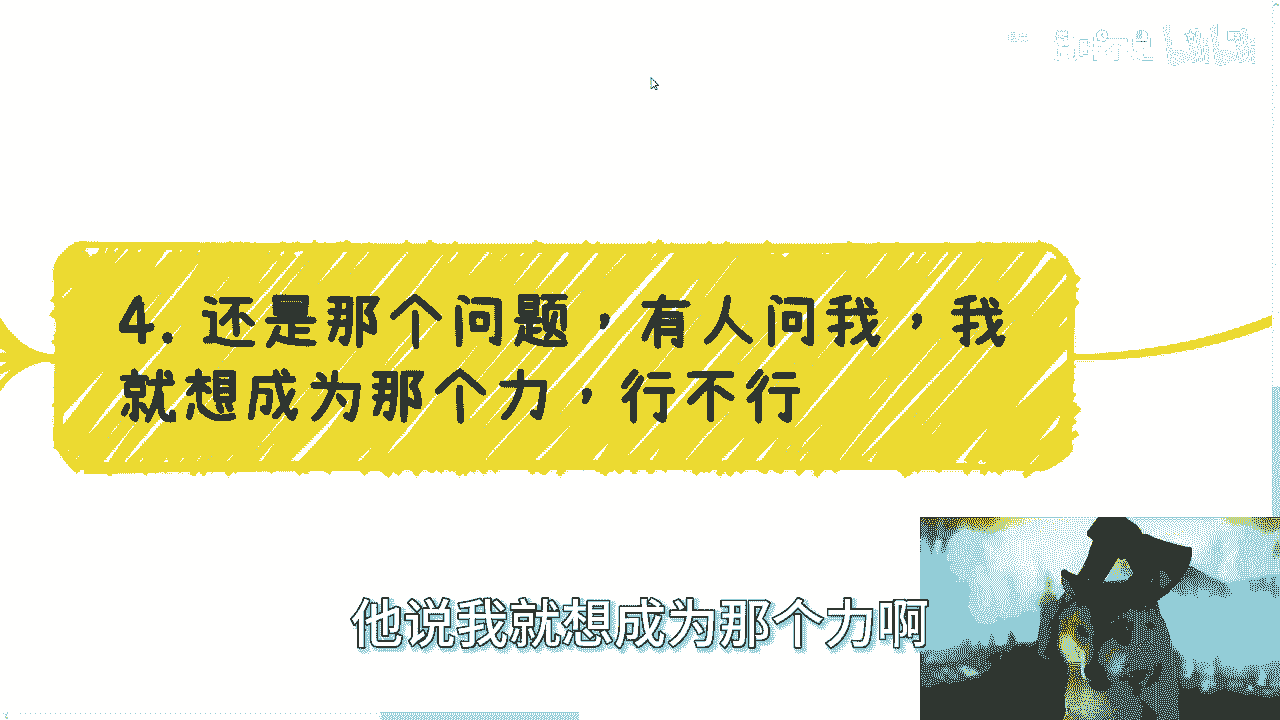 4. 还是那个问题，有人问我，我
就想成为那个力，行不行
他说我就想成为那个力啊